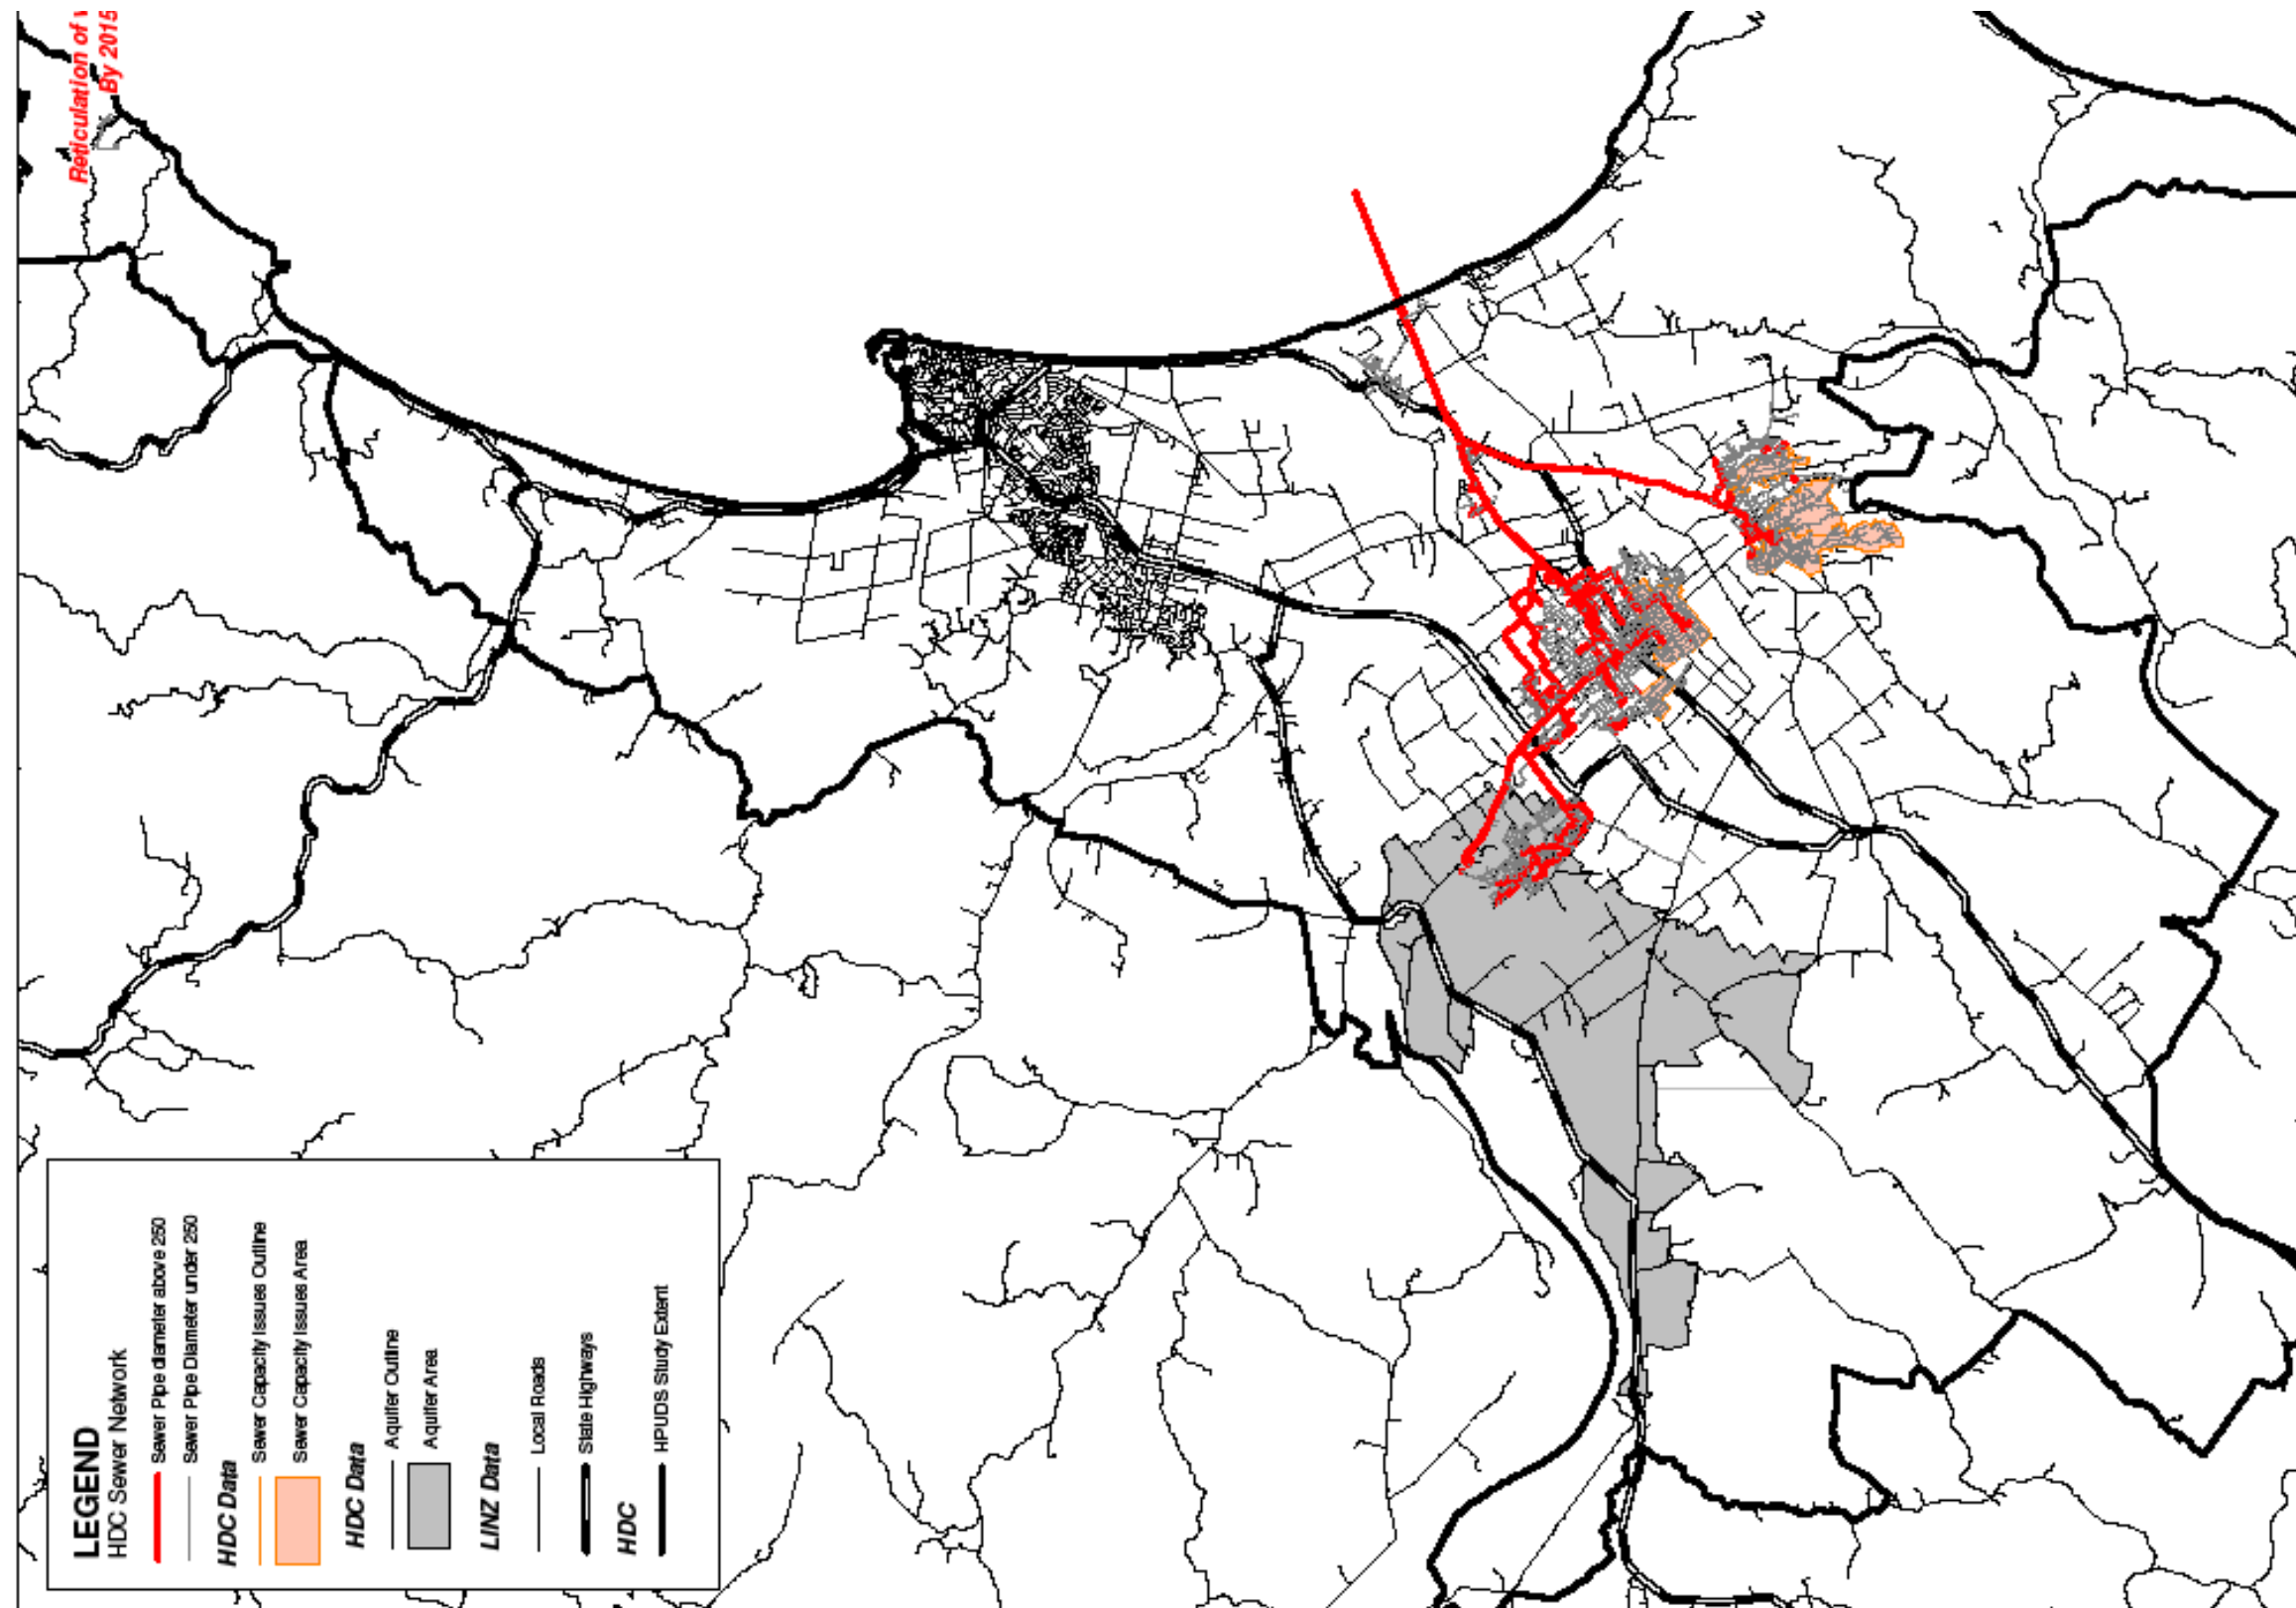 Reticulation of
By 2015
LEGEND
HDC Sewer Network
Sewer Pipe diameter above 250
Sewer Pipe Diameter under 250
HDC Data
Sewer Capacity Issues Outline
Sewer Capacity Issues Area
HDC Data
Aquifer Outline
Aquifer Area
LINZ Data
Local Roads
State Highways
HDC
HPUDS Study Extent